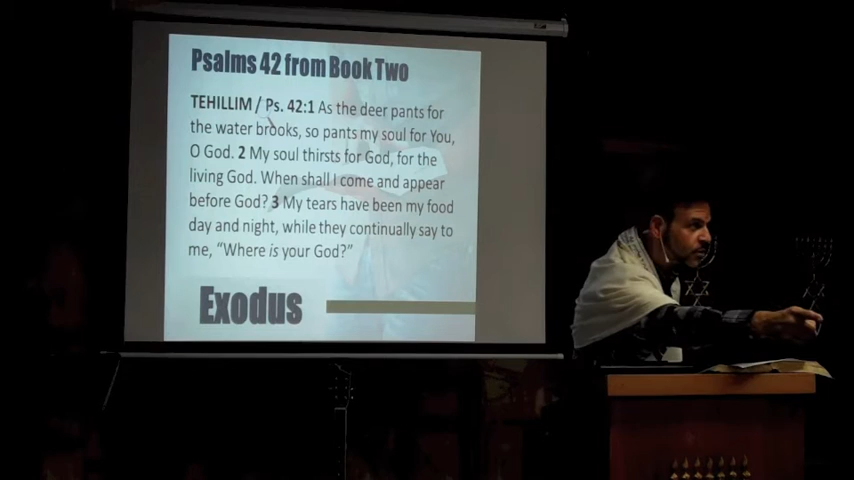 Psalms 42 from Book Two
TEHILLIM / Ps. 42:1 As the deer pants for
the water brooks, so pants my soul for You,
O God. 2 My soul thirsts for God, for the
living God. When shall I come and appear
before God? 3 My tears have been my food
day and night, while they continually say to
me, “Where is your God?”
Exodus